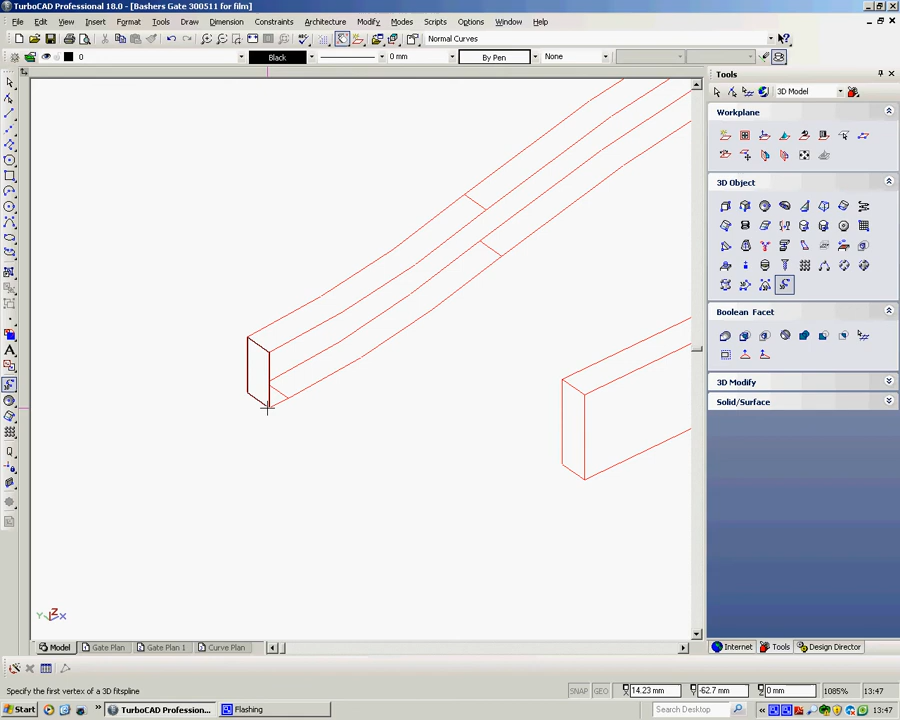 TurboCAD Professional 18.0 - [Bashers Gate 300511 for film]
File Edit View Insert Format Tools Draw Dimension Constraints Architecture Modify Modes Scripts Options Window Help
Normal Curves
0 Black 0 mm By Pen None
Tools
3D Model
Workplane
3D Object
Boolean Facet
3D Modify
Solid/Surface
Y Z X
Model Gate Plan Gate Plan 1 Curve Plan
Internet Tools Design Director
Specify the first vertex of a 3D fitspline
SNAP GEO X 14.23 mm Y -62.7 mm Z 0 mm 1085% 13:47
Start TurboCAD Professional... Flashing Search Desktop 13:47